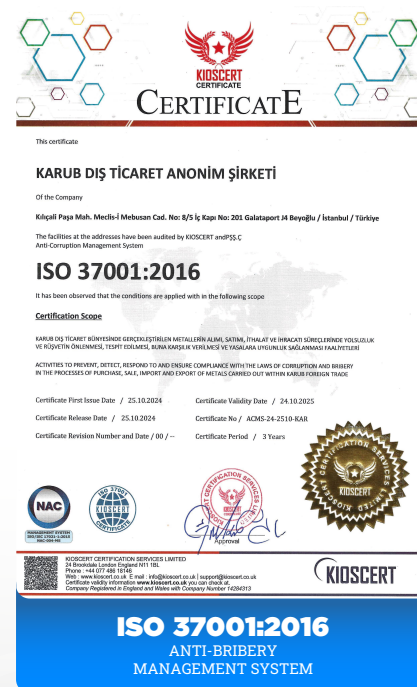 KIOSCERT
CERTIFICATE
CERTIFICATE
This certificate
KARUB DIŞ TİCARET ANONİM ŞİRKETİ
Of the Company
Kılıçali Paşa Mah. Meclis-İ Mebusan Cad. No: 8/5 İç Kapı No: 201 Galataport J4 Beyoğlu / İstanbul / Türkiye
The facilities at the addresses have been audited by KIOSCERT andPŞŞ.Ç
Anti-Corruption Management System
ISO 37001:2016
It has been observed that the conditions are applied with in the following scope
Certification Scope
KARUB DIŞ TİCARET BÜNYESİNDE GERÇEKLEŞTİRİLEN METALLERİN ALIMI, SATIMI, İTHALAT VE İHRACATI SÜREÇLERİNDE YOLSUZLUK
VE RÜŞVETİN ÖNLENMESİ, TESPİT EDİLMESİ, BUNA KARŞILIK VERİLMESİ VE YASALARA UYGUNLUK SAĞLANMASI FAALİYETLERİ
ACTIVITIES TO PREVENT, DETECT, RESPOND TO AND ENSURE COMPLIANCE WITH THE LAWS OF CORRUPTION AND BRIBERY
IN THE PROCESSES OF PURCHASE, SALE, IMPORT AND EXPORT OF METALS CARRIED OUT WITHIN KARUB FOREIGN TRADE
Certificate First Issue Date / 25.10.2024
Certificate Validity Date / 24.10.2025
Certificate Release Date / 25.10.2024
Certificate No / ACMS-24-2510-KAR
Certificate Revision Number and Date / 00 / --
Certificate Period / 3 Years
NAC
MANAGEMENT SYSTEM
ISO 37001
KIOSCERT
CERTIFICATE
CERTIFICATION SERVICES LIMITED
KIOSCERT
Approval
CERTIFICATION SERVICES
KIOSCERT
LIMITED
KIOSCERT CERTIFICATION SERVICES LIMITED
24 Brookdale London England N11 1BL
Phone : +44 077 486 18146
Web : www.kioscert.co.uk E mail : info@kioscert.co.uk | support@kioscert.co.uk
Certificate validity information www.kioscert.co.uk you can check at.
Company Registered in England and Wales with Company Number 14284313
KIOSCERT
ISO 37001:2016
ANTI-BRIBERY
MANAGEMENT SYSTEM